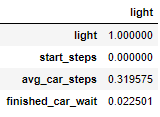 light
light 1.000000
start_steps 0.000000
avg_car_steps 0.319575
finished_car_wait 0.022501